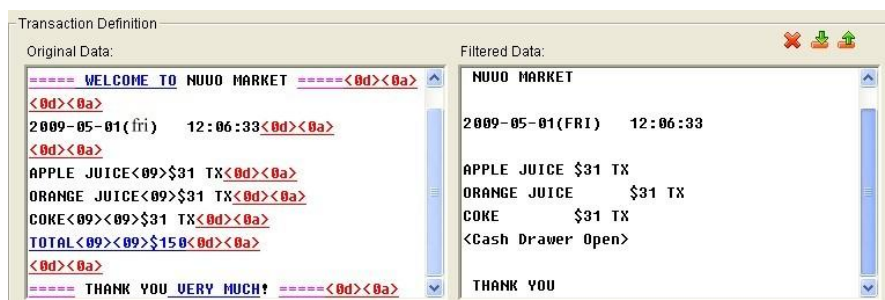 Transaction Definition
Original Data:
===== WELCOME TO NUUO MARKET =====<0d><0a>
<0d><0a>
2009-05-01(fri) 12:06:33<0d><0a>
<0d><0a>
APPLE JUICE<09>$31 TX<0d><0a>
ORANGE JUICE<09>$31 TX<0d><0a>
COKE<09><09>$31 TX<0d><0a>
TOTAL<09><09>$150<0d><0a>
<0d><0a>
===== THANK YOU VERY MUCH! =====<0d><0a>
Filtered Data:
NUUO MARKET
2009-05-01(FRI) 12:06:33
APPLE JUICE $31 TX
ORANGE JUICE $31 TX
COKE $31 TX
<Cash Drawer Open>
THANK YOU